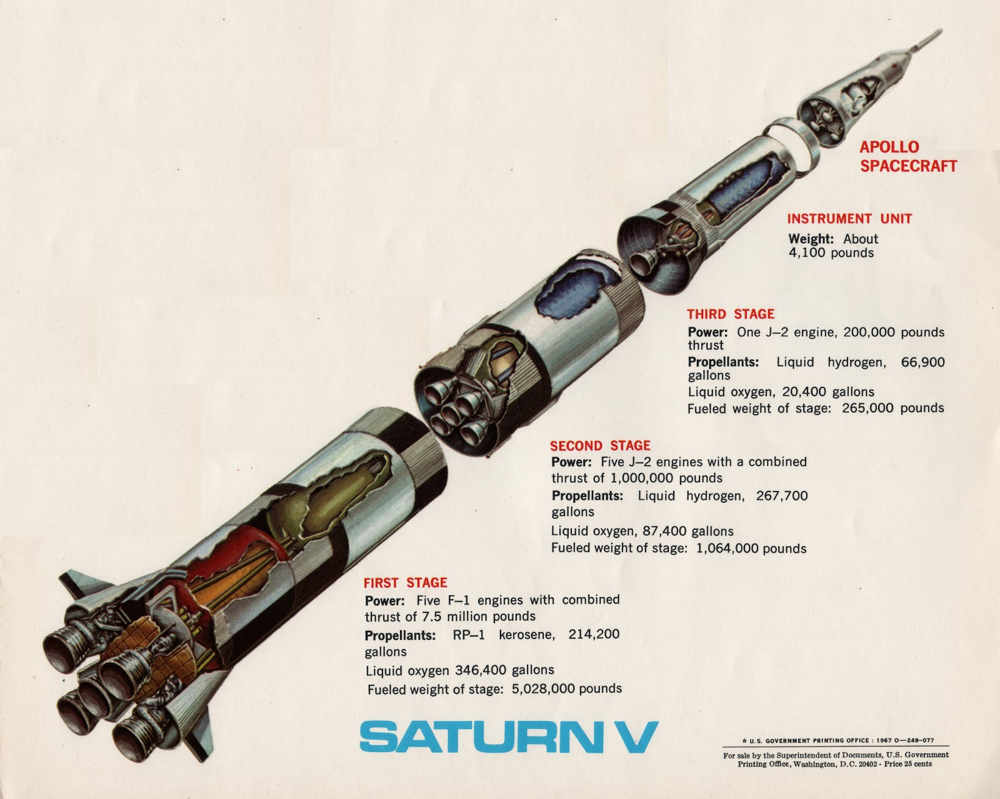 APOLLO
SPACECRAFT
INSTRUMENT UNIT
Weight: About
4,100 pounds
THIRD STAGE
Power: One J–2 engine, 200,000 pounds
thrust
Propellants: Liquid hydrogen, 66,900
gallons
Liquid oxygen, 20,400 gallons
Fueled weight of stage: 265,000 pounds
SECOND STAGE
Power: Five J–2 engines with a combined
thrust of 1,000,000 pounds
Propellants: Liquid hydrogen, 267,700
gallons
Liquid oxygen, 87,400 gallons
Fueled weight of stage: 1,064,000 pounds
FIRST STAGE
Power: Five F–1 engines with combined
thrust of 7.5 million pounds
Propellants: RP–1 kerosene, 214,200
gallons
Liquid oxygen 346,400 gallons
Fueled weight of stage: 5,028,000 pounds
SATURN V
☆ U.S. GOVERNMENT PRINTING OFFICE : 1967 O—249-077
For sale by the Superintendent of Documents, U.S. Government
Printing Office, Washington, D.C. 20402 - Price 25 cents